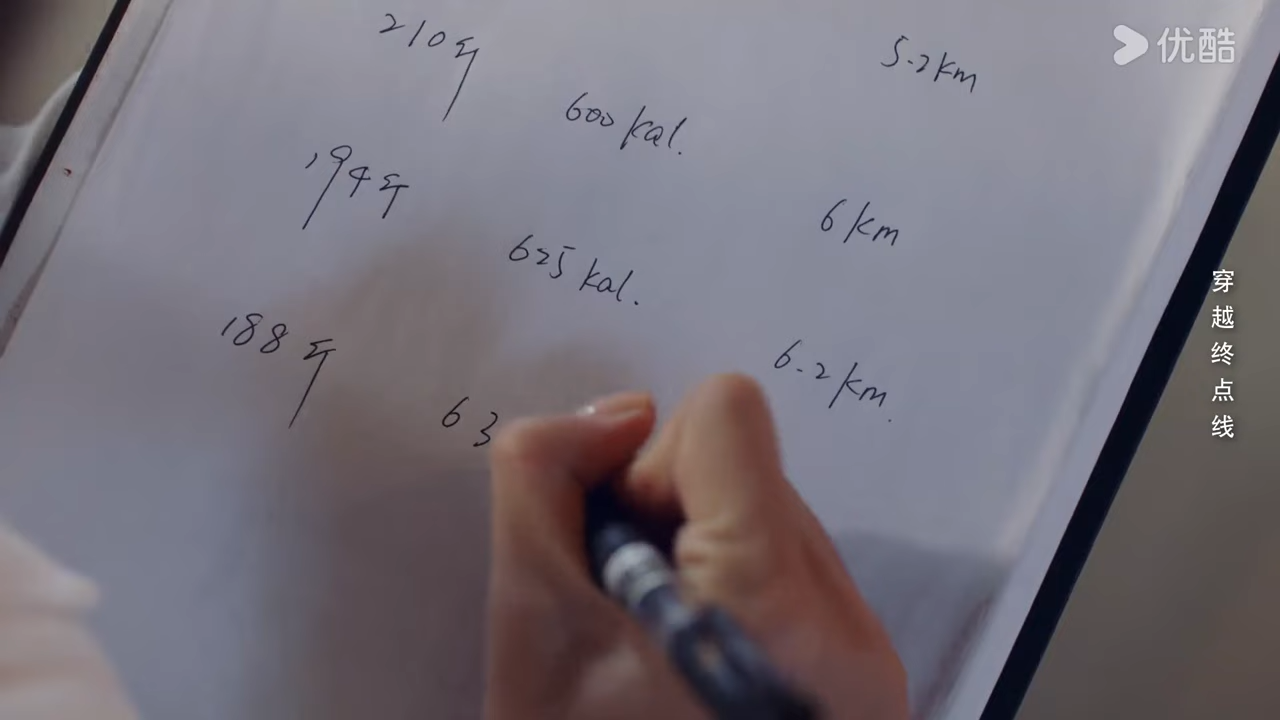 优酷
210斤 600kal. 5.2km
194斤 625kal. 6km
188斤 63 6.2km.
穿越终点线